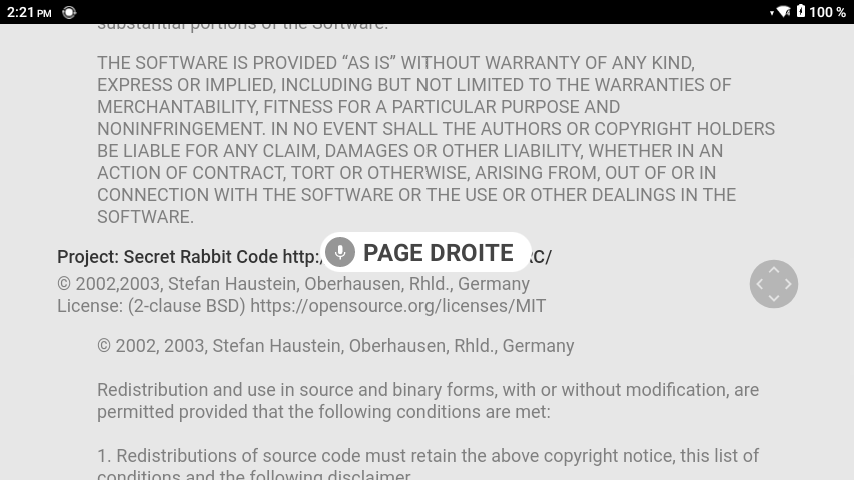 2:21 PM
100 %
substantial portions of the Software.
THE SOFTWARE IS PROVIDED “AS IS” WITHOUT WARRANTY OF ANY KIND,
EXPRESS OR IMPLIED, INCLUDING BUT NOT LIMITED TO THE WARRANTIES OF
MERCHANTABILITY, FITNESS FOR A PARTICULAR PURPOSE AND
NONINFRINGEMENT. IN NO EVENT SHALL THE AUTHORS OR COPYRIGHT HOLDERS
BE LIABLE FOR ANY CLAIM, DAMAGES OR OTHER LIABILITY, WHETHER IN AN
ACTION OF CONTRACT, TORT OR OTHERWISE, ARISING FROM, OUT OF OR IN
CONNECTION WITH THE SOFTWARE OR THE USE OR OTHER DEALINGS IN THE
SOFTWARE.
Project: Secret Rabbit Code http:/ C/
PAGE DROITE
© 2002,2003, Stefan Haustein, Oberhausen, Rhld., Germany
License: (2-clause BSD) https://opensource.org/licenses/MIT
© 2002, 2003, Stefan Haustein, Oberhausen, Rhld., Germany
Redistribution and use in source and binary forms, with or without modification, are
permitted provided that the following conditions are met:
1. Redistributions of source code must retain the above copyright notice, this list of
conditions and the following disclaimer.